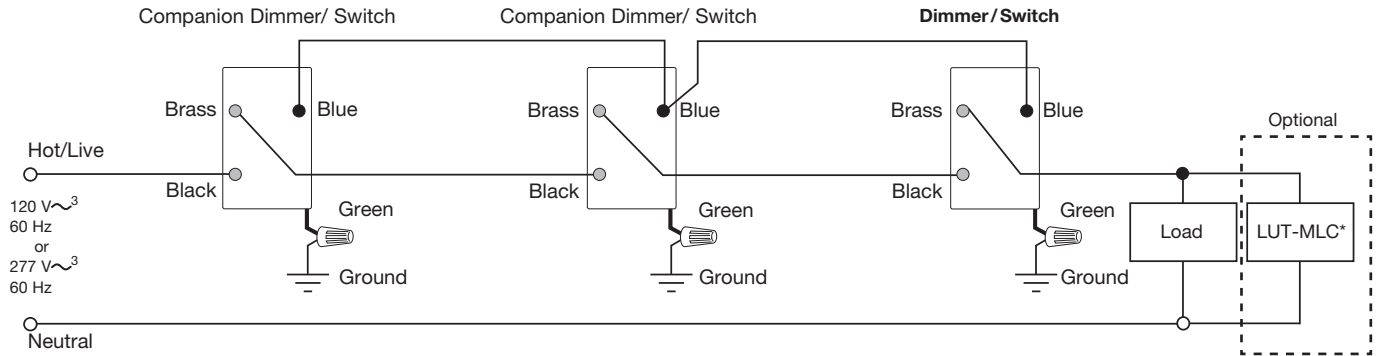 Companion Dimmer/ Switch
Companion Dimmer/ Switch
Dimmer/Switch
Brass
Blue
Brass
Blue
Brass
Blue
Optional
Hot/Live
Black
Black
Black
120 V~3
60 Hz
or
277 V~3
60 Hz
Green
Green
Green
Load
LUT-MLC*
Ground
Ground
Ground
Neutral